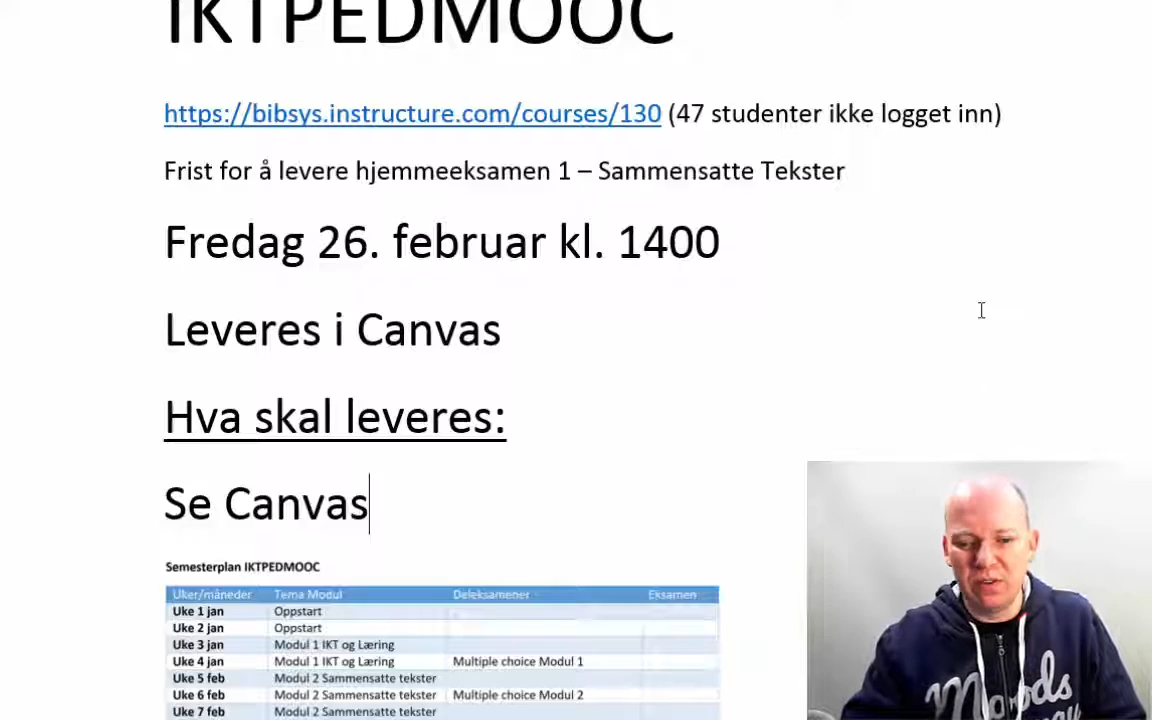 IKTPEDMOOC
https://bibsys.instructure.com/courses/130 (47 studenter ikke logget inn)
Frist for å levere hjemmeeksamen 1 – Sammensatte Tekster
Fredag 26. februar kl. 1400
Leveres i Canvas
Hva skal leveres:
Se Canvas
Semesterplan IKTPEDMOOC
Uker/måneder Tema Modul Deleksamener Eksamen
Uke 1 jan Oppstart
Uke 2 jan Oppstart
Uke 3 jan Modul 1 IKT og Læring
Uke 4 jan Modul 1 IKT og Læring Multiple choice Modul 1
Uke 5 feb Modul 2 Sammensatte tekster
Uke 6 feb Modul 2 Sammensatte tekster Multiple choice Modul 2
Uke 7 feb Modul 2 Sammensatte tekster